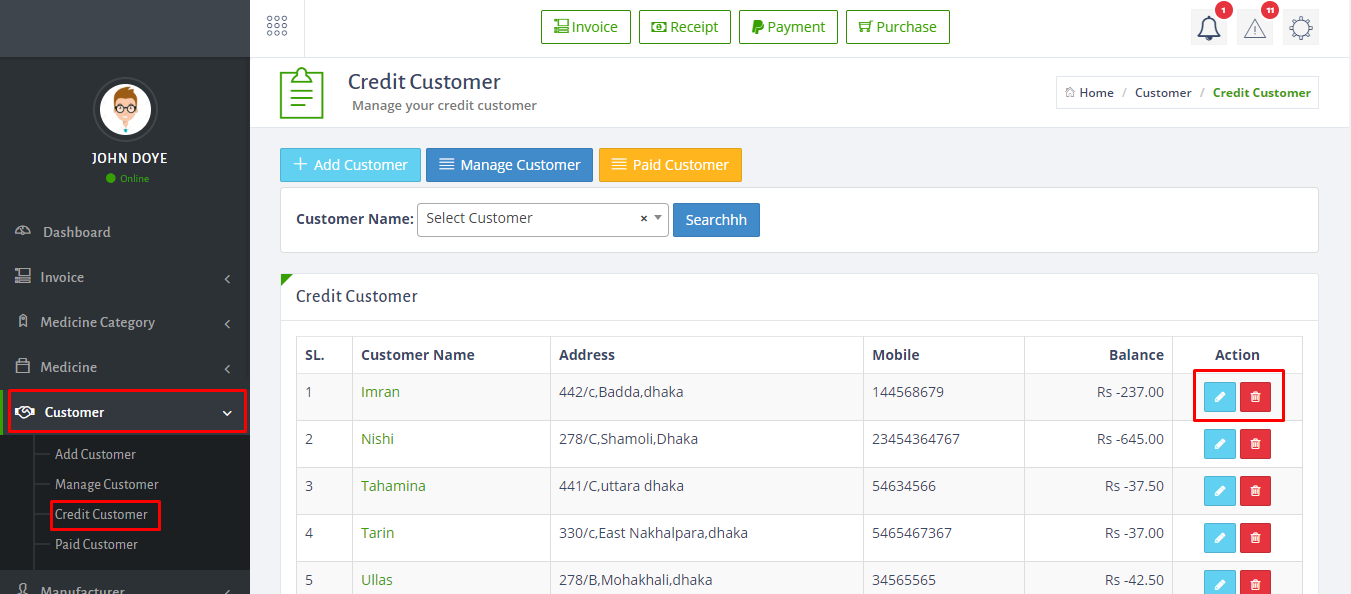 Invoice Receipt Payment Purchase 1 11
Credit Customer
Manage your credit customer
Home / Customer / Credit Customer
JOHN DOYE
Online
Dashboard
Invoice
Medicine Category
Medicine
Customer
Add Customer
Manage Customer
Credit Customer
Paid Customer
Manufacturer
Add Customer Manage Customer Paid Customer
Customer Name: Select Customer × Searchhh
Credit Customer
SL. Customer Name Address Mobile Balance Action
1 Imran 442/c,Badda,dhaka 144568679 Rs -237.00
2 Nishi 278/C,Shamoli,Dhaka 23454364767 Rs -645.00
3 Tahamina 441/C,uttara dhaka 54634566 Rs -37.50
4 Tarin 330/c,East Nakhalpara,dhaka 5465467367 Rs -37.00
5 Ullas 278/B,Mohakhali,dhaka 34565565 Rs -42.50